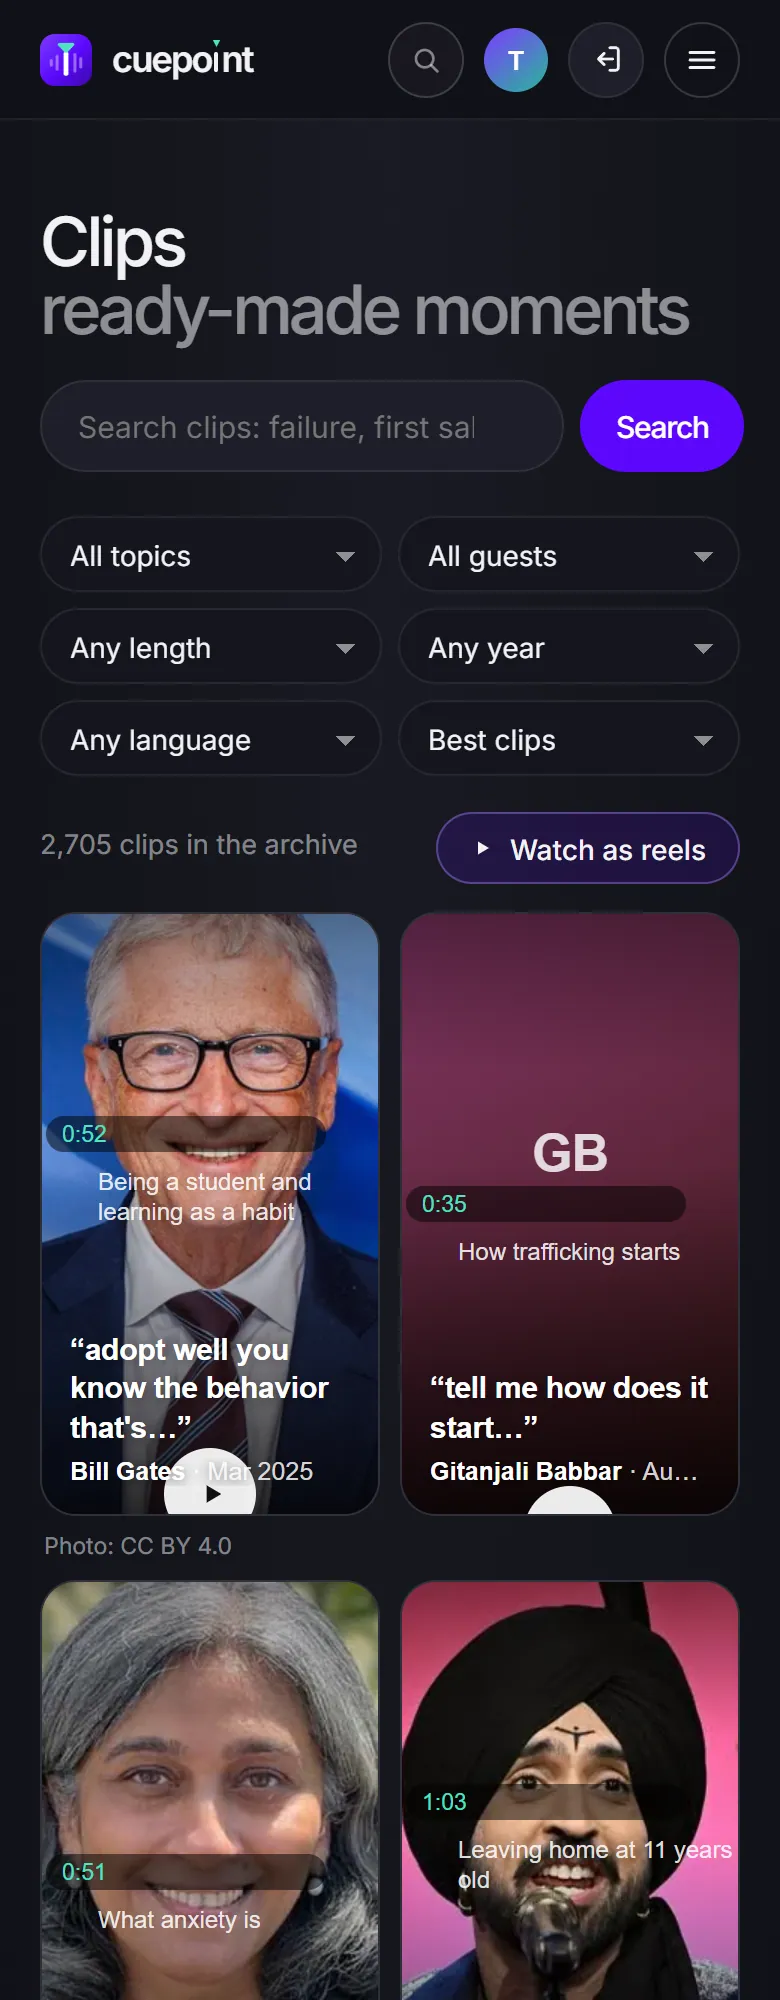 cuepoint
T
Clips
ready-made moments
Search clips: failure, first sal
Search
All topics
All guests
Any length
Any year
Any language
Best clips
2,705 clips in the archive
Watch as reels
0:52
Being a student and
learning as a habit
“adopt well you
know the behavior
that's…”
Bill Gates · Mar 2025
GB
0:35
How trafficking starts
“tell me how does it
start…”
Gitanjali Babbar · Au…
Photo: CC BY 4.0
0:51
What anxiety is
1:03
Leaving home at 11 years
old